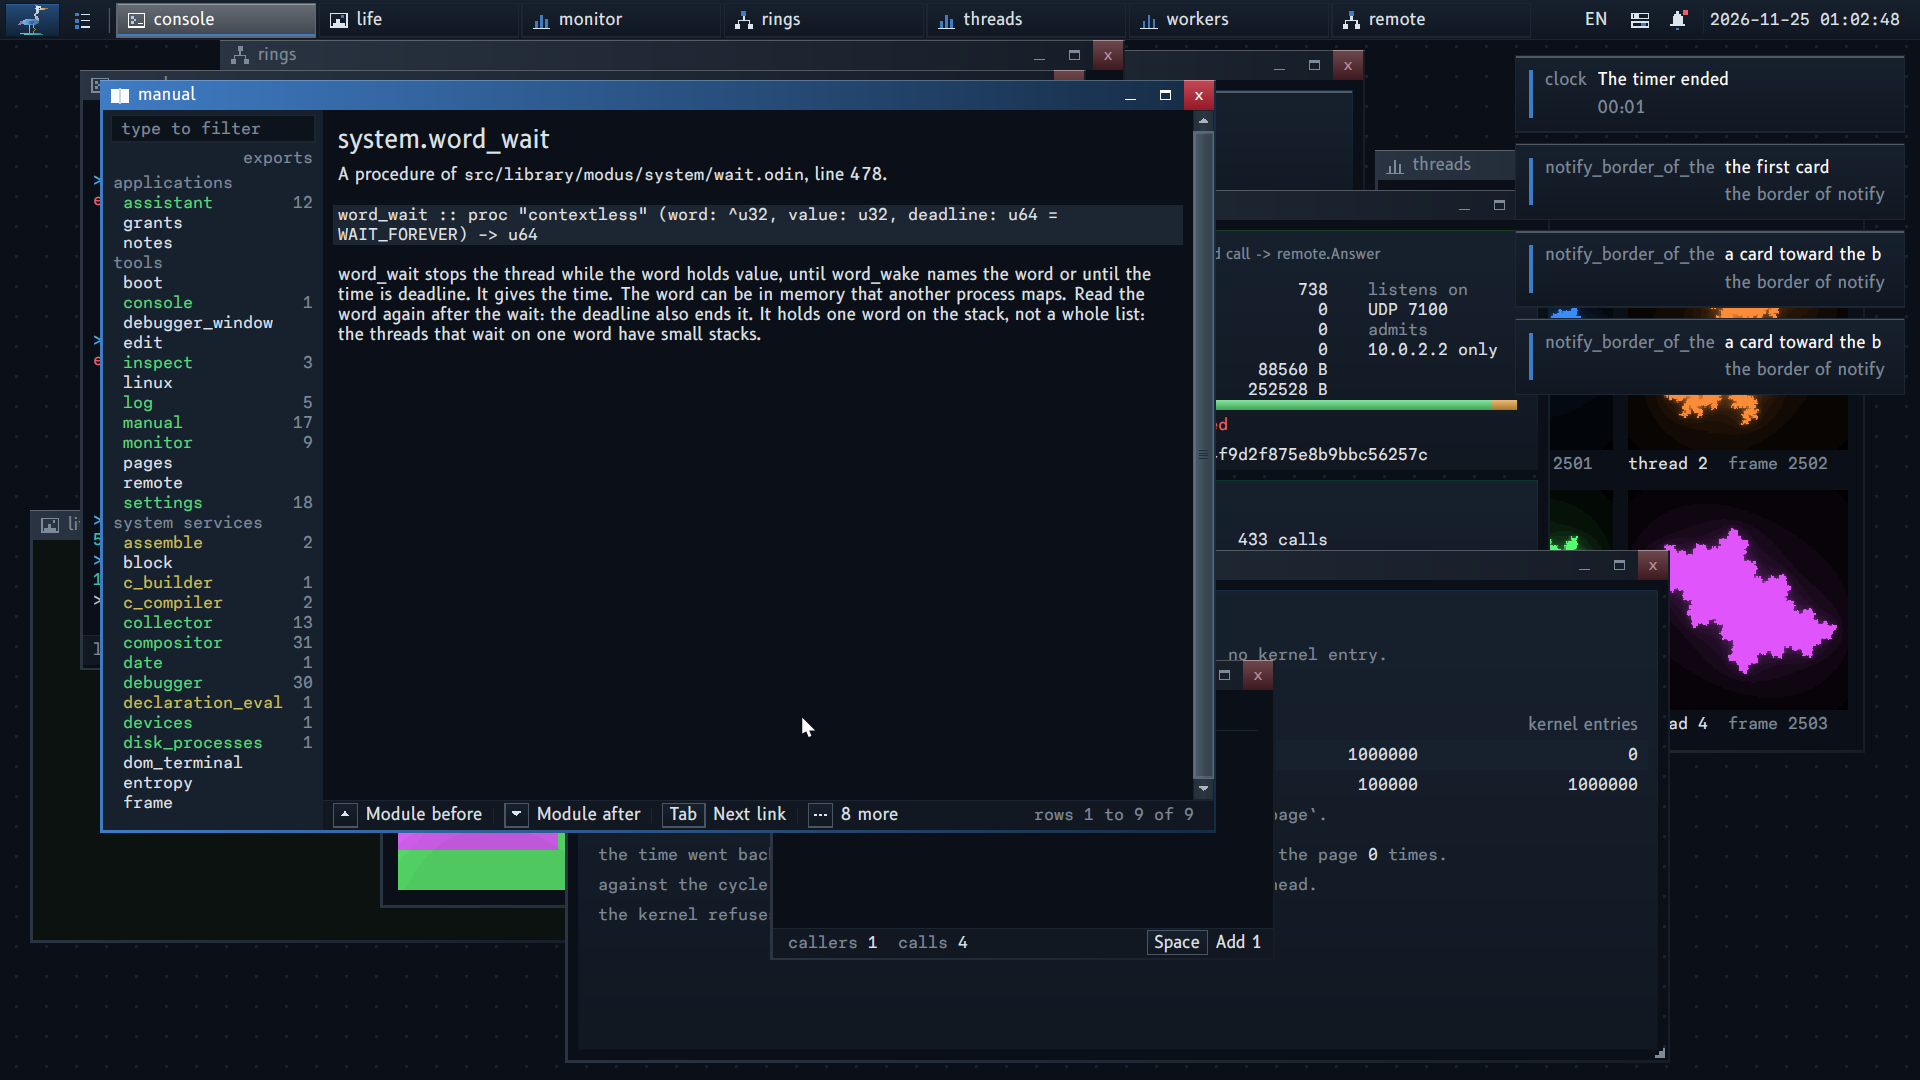 console
life
monitor
rings
threads
workers
remote
EN
2026-11-25 01:02:48
rings
manual
type to filter
exports
applications
assistant 12
grants
notes
tools
boot
console 1
debugger_window
edit
inspect 3
linux
log 5
manual 17
monitor 9
pages
remote
settings 18
system services
assemble 2
block
c_builder 1
c_compiler 2
collector 13
compositor 31
date 1
debugger 30
declaration_eval 1
devices 1
disk_processes 1
dom_terminal
entropy
frame
system.word_wait
A procedure of src/library/modus/system/wait.odin, line 478.
word_wait :: proc "contextless" (word: ^u32, value: u32, deadline: u64 =
WAIT_FOREVER) -> u64
word_wait stops the thread while the word holds value, until word_wake names the word or until the
time is deadline. It gives the time. The word can be in memory that another process maps. Read the
word again after the wait: the deadline also ends it. It holds one word on the stack, not a whole list:
the threads that wait on one word have small stacks.
Module before
Module after
Tab Next link
8 more
rows 1 to 9 of 9
threads
clock The timer ended
00:01
notify_border_of_the the first card
the border of notify
notify_border_of_the a card toward the b
the border of notify
notify_border_of_the a card toward the b
the border of notify
call -> remote.Answer
738 listens on
0 UDP 7100
0 admits
0 10.0.2.2 only
88560 B
252528 B
f9d2f875e8b9bbc56257c
433 calls
2501
thread 2 frame 2502
ad 4 frame 2503
li
no kernel entry.
kernel entries
1000000 0
100000 1000000
page`.
the time went bac
the page 0 times.
against the cycle
ead.
the kernel refuse
callers 1 calls 4
Space Add 1